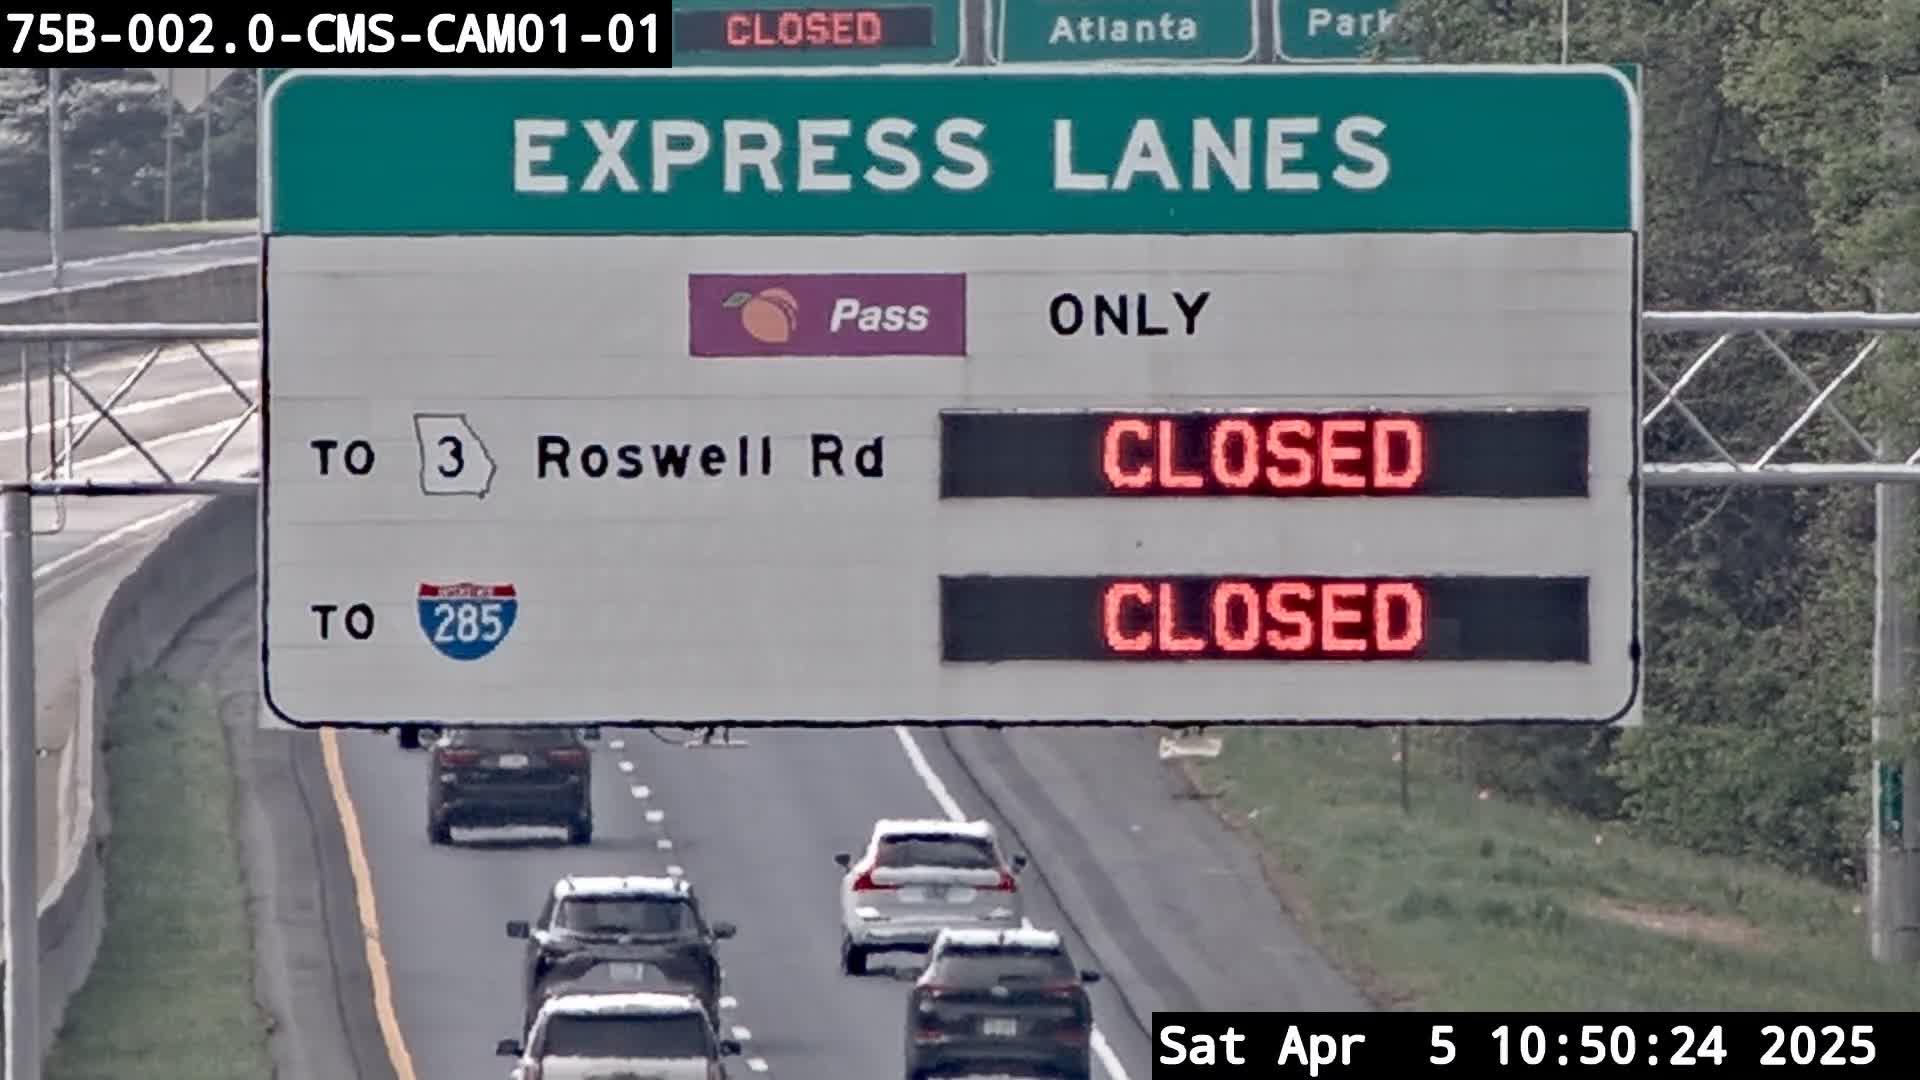 75B-002.0-CMS-CAM01-01
CLOSED
Atlanta
Park
EXPRESS LANES
Pass ONLY
TO 3 Roswell Rd CLOSED
INTERSTATE
TO 285 CLOSED
Sat Apr 5 10:50:24 2025